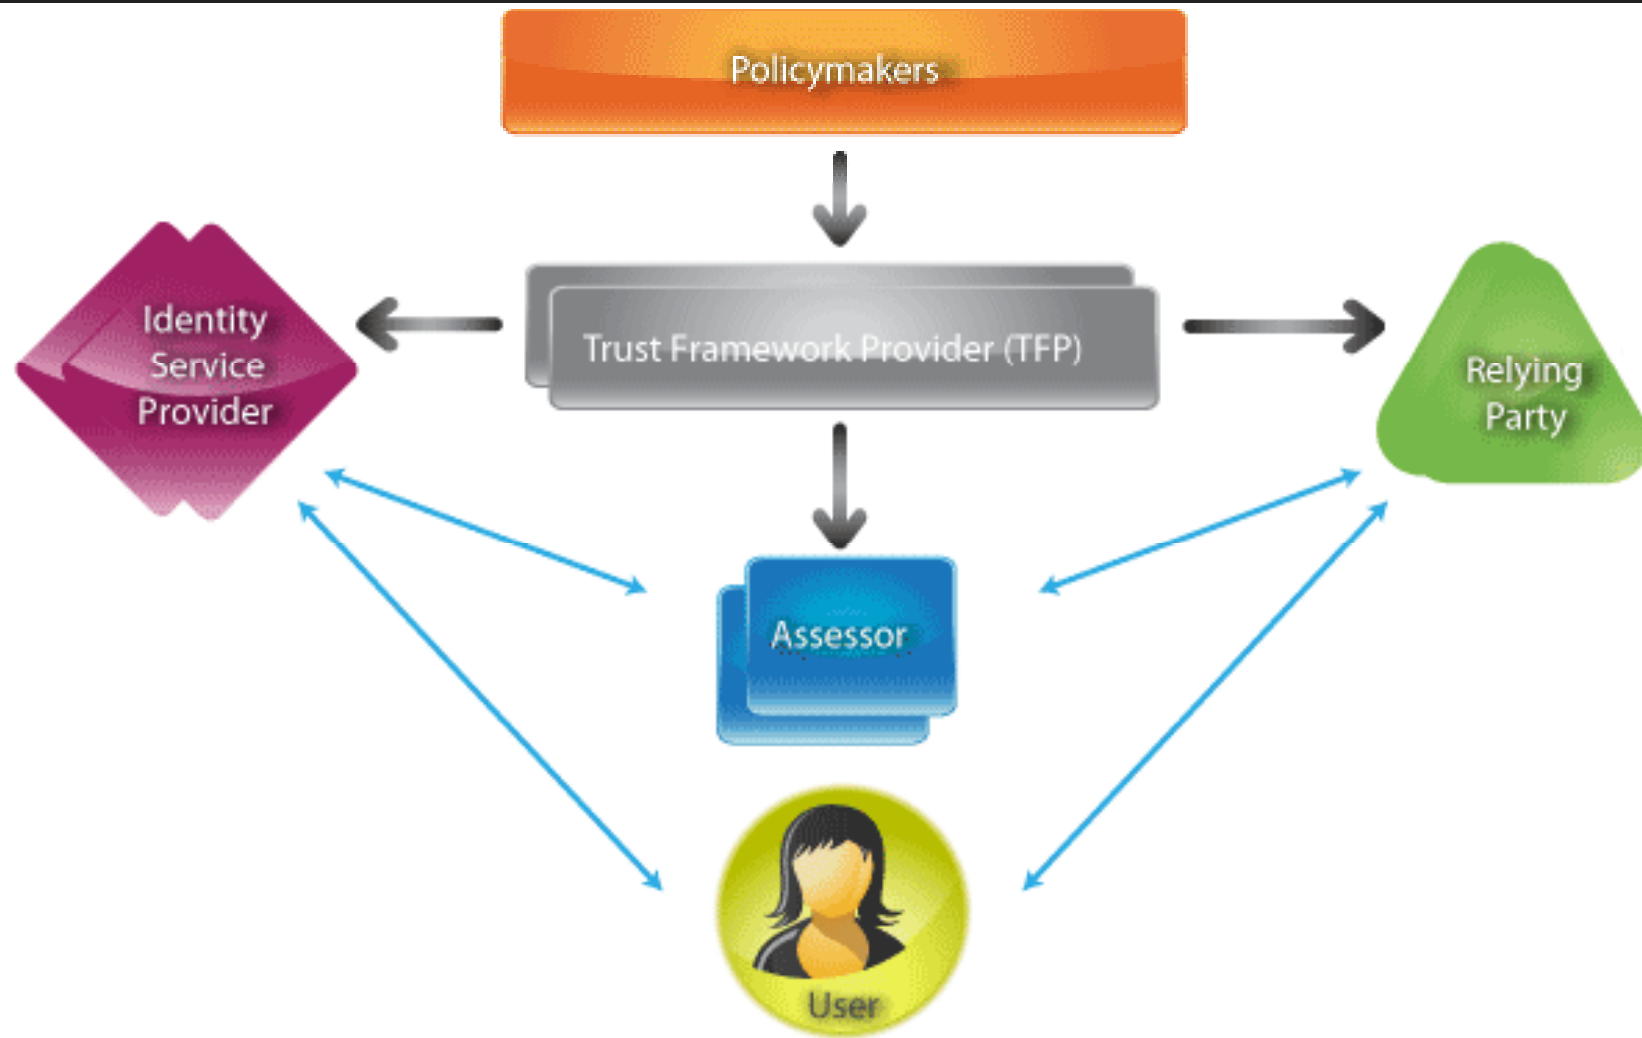 Policymakers
Trust Framework Provider (TFP)
Identity
Service
Provider
Relying
Party
Assessor
User